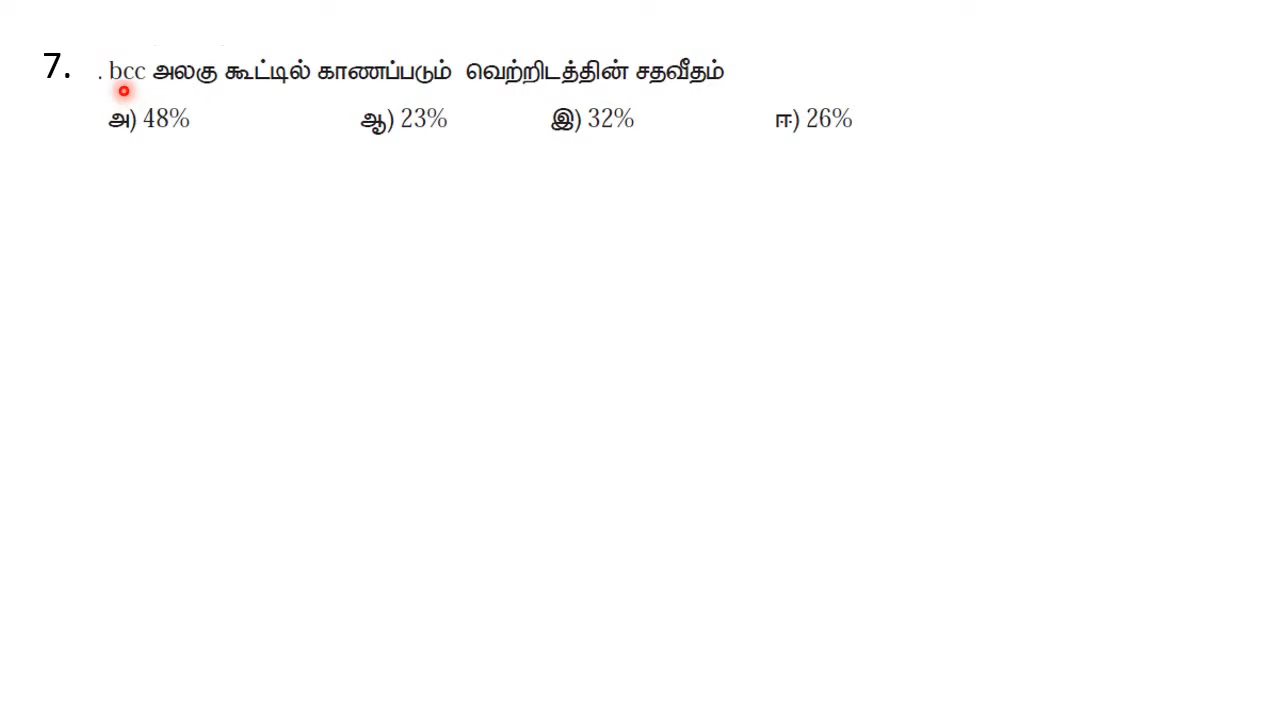 7. . bcc அலகு கூட்டில் காணப்படும் வெற்றிடத்தின் சதவீதம்
அ) 48% ஆ) 23% இ) 32% ஈ) 26%